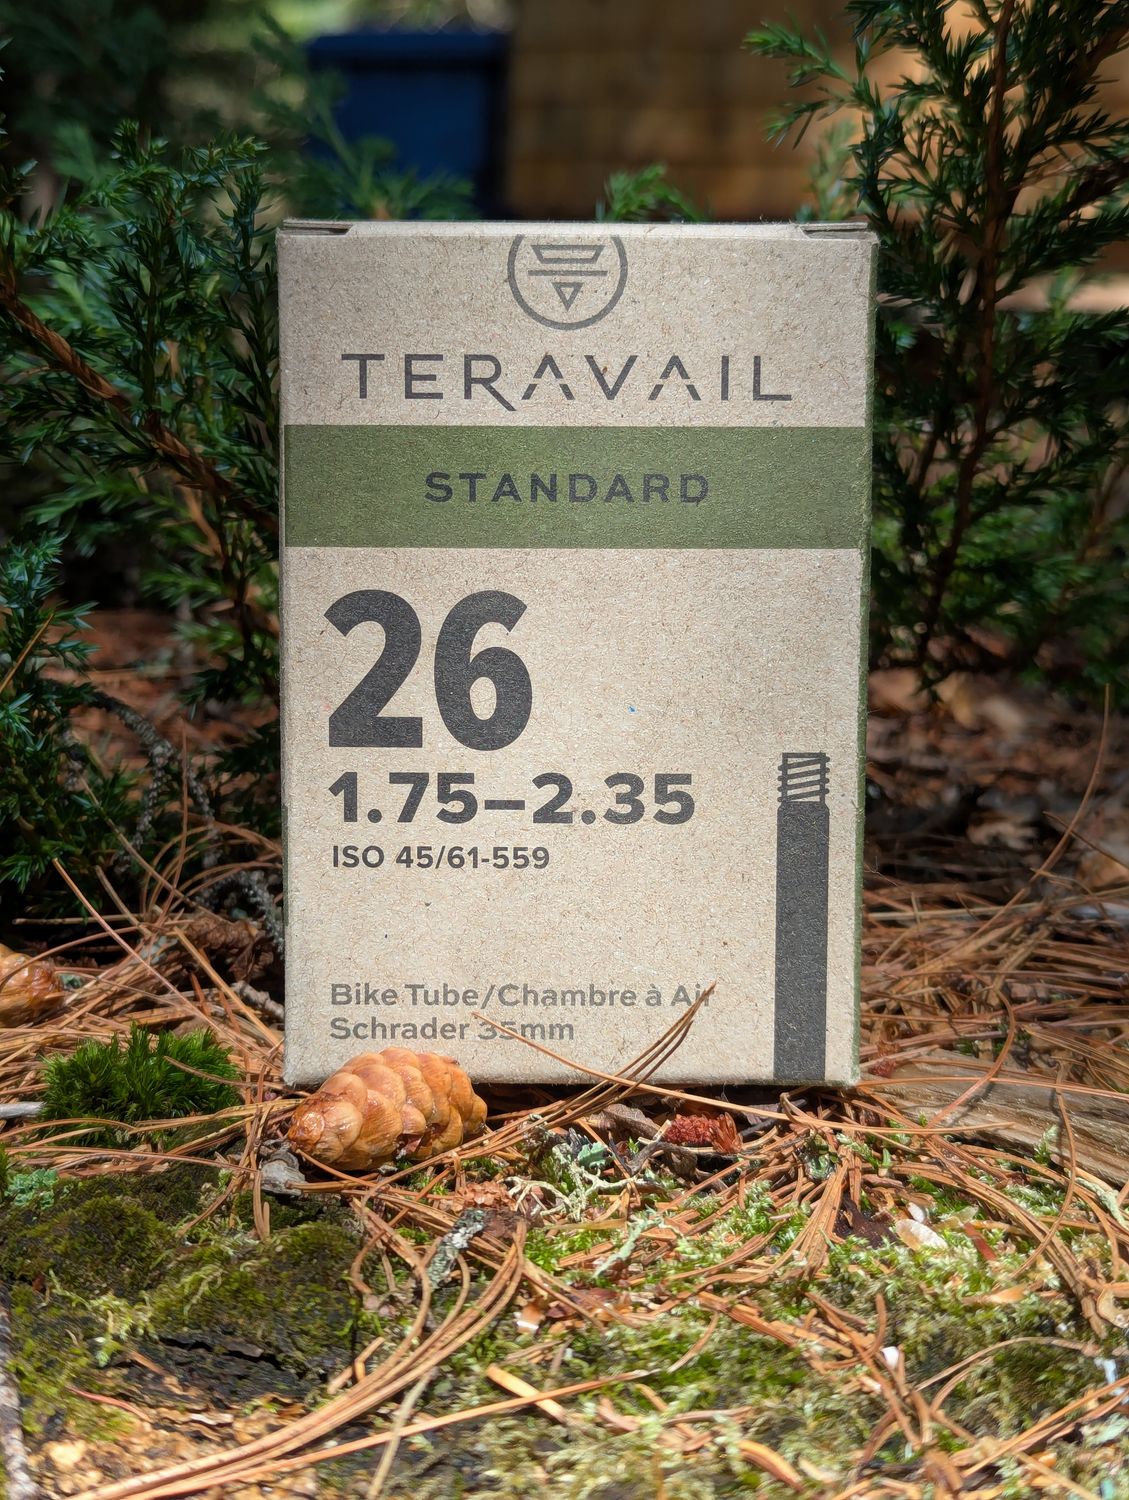 TERAVAIL
STANDARD
26
1.75–2.35
ISO 45/61-559
Bike Tube/Chambre à Air
Schrader 35mm